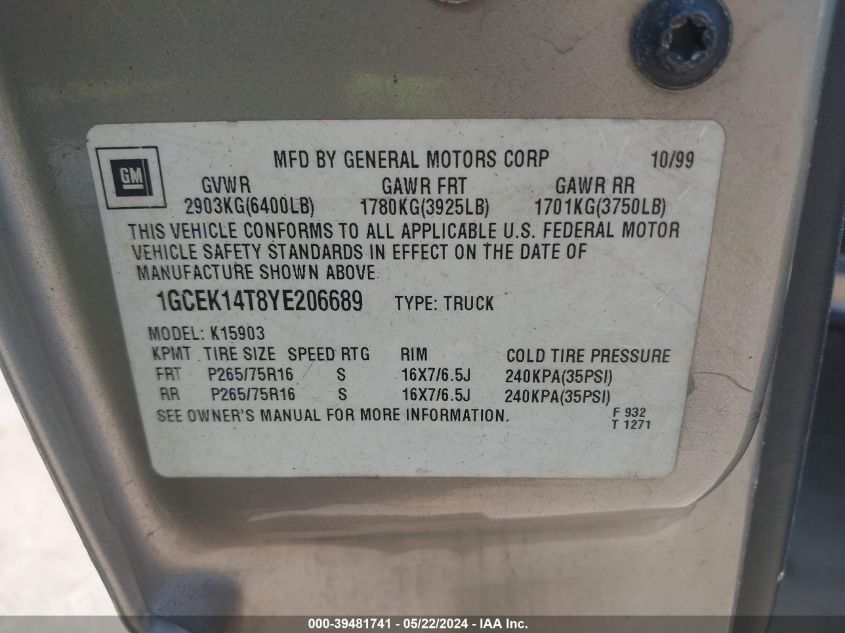 MFD BY GENERAL MOTORS CORP 10/99
GM
GVWR GAWR FRT GAWR RR
2903KG(6400LB) 1780KG(3925LB) 1701KG(3750LB)
THIS VEHICLE CONFORMS TO ALL APPLICABLE U.S. FEDERAL MOTOR
VEHICLE SAFETY STANDARDS IN EFFECT ON THE DATE OF
MANUFACTURE SHOWN ABOVE
1GCEK14T8YE206689 TYPE: TRUCK
MODEL: K15903
KPMT TIRE SIZE SPEED RTG RIM COLD TIRE PRESSURE
FRT P265/75R16 S 16X7/6.5J 240KPA(35PSI)
RR P265/75R16 S 16X7/6.5J 240KPA(35PSI)
SEE OWNER'S MANUAL FOR MORE INFORMATION. F 932
T 1271
000-39481741 - 05/22/2024 - IAA Inc.